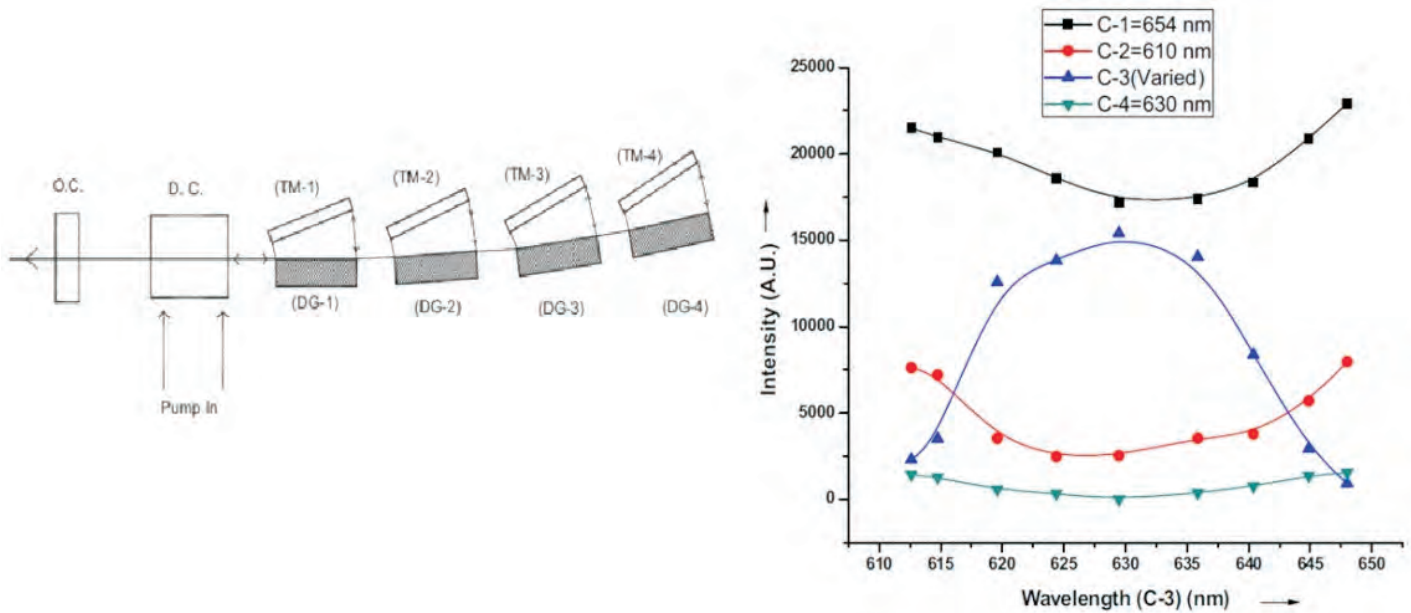 O.C.
D. C.
(TM-1)
(TM-2)
(TM-3)
(TM-4)
(DG-1)
(DG-2)
(DG-3)
(DG-4)
Pump In
C-1=654 nm
C-2=610 nm
C-3(Varied)
C-4=630 nm
25000
20000
15000
10000
5000
0
Intensity (A.U.)
610 615 620 625 630 635 640 645 650
Wavelength (C-3) (nm)